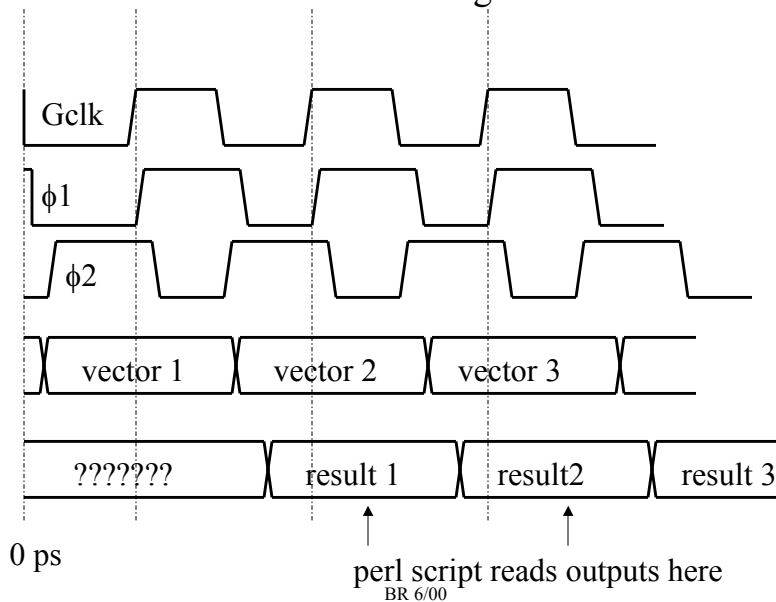 Gclk
ϕ1
ϕ2
vector 1 vector 2 vector 3
??????? result 1 result2 result 3
0 ps
perl script reads outputs here
BR 6/00